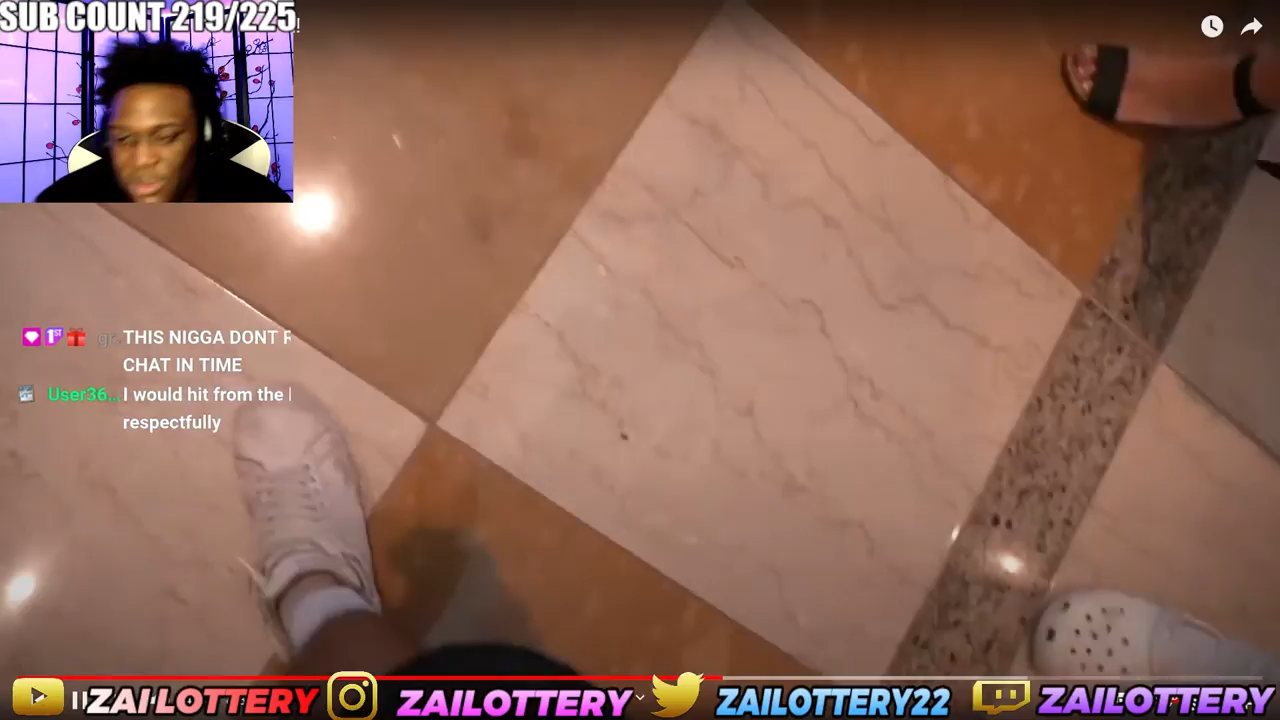 SUB COUNT 219/225
THIS NIGGA DONT
CHAT IN TIME
User36... I would hit from the
respectfully
ZAILOTTERY
ZAILOTTERY
ZAILOTTERY22
ZAILOTTERY